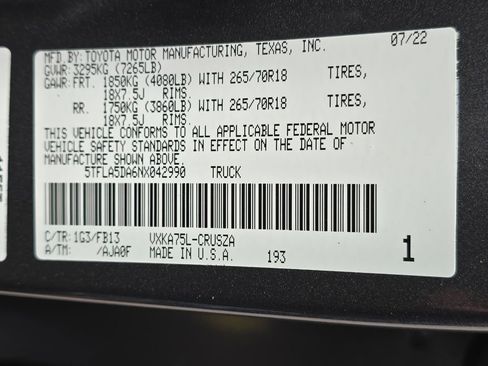 MFD.BY: TOYOTA MOTOR MANUFACTURING, TEXAS, INC. 07/22
GVWR: 3295KG (7265LB)
GAWR: FRT. 1850KG (4080LB) WITH 265/70R18 TIRES,
18X7.5J RIMS.
RR. 1750KG (3860LB) WITH 265/70R18 TIRES,
18X7.5J RIMS.
THIS VEHICLE CONFORMS TO ALL APPLICABLE FEDERAL MOTOR
VEHICLE SAFETY STANDARDS IN EFFECT ON THE DATE OF
MANUFACTURE SHOWN ABOVE.
5TFLA5DA6NX042990 TRUCK
C/TR: 1G3/FB13 VXKA75L-CRUSZA
A/TM: /AJA0F MADE IN U.S.A. 193 1